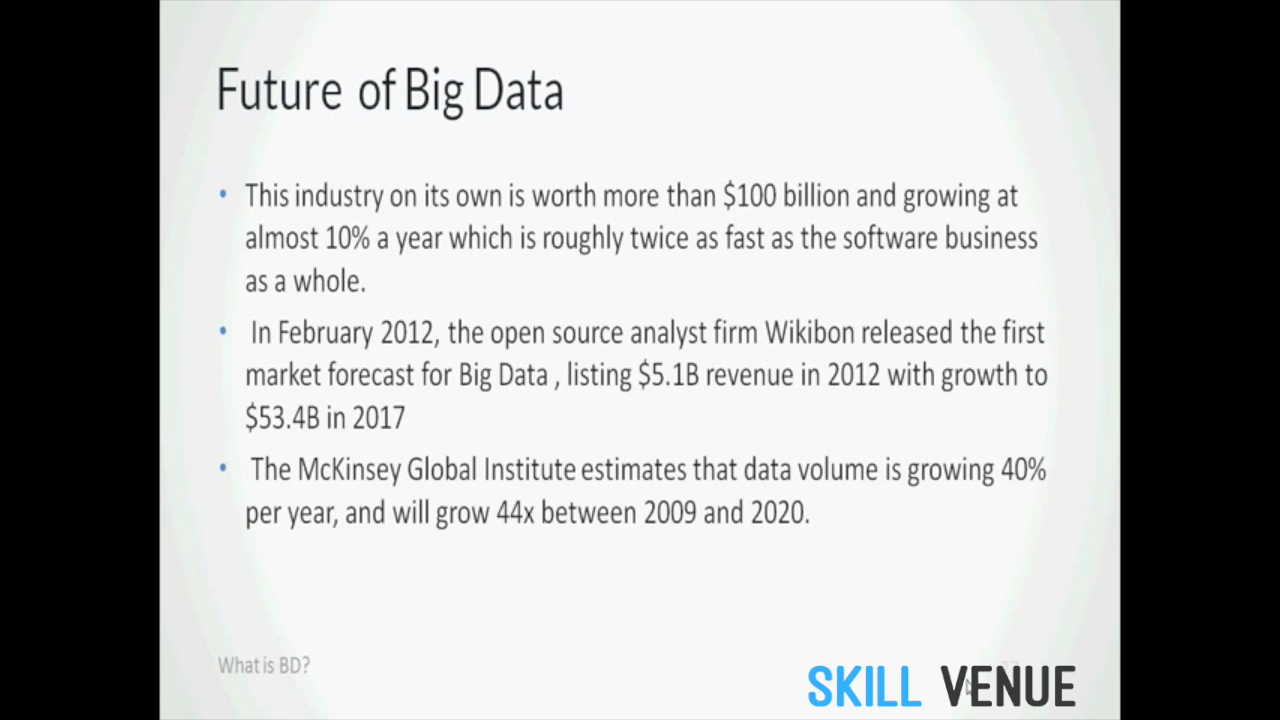 Future of Big Data
• This industry on its own is worth more than $100 billion and growing at
almost 10% a year which is roughly twice as fast as the software business
as a whole.
• In February 2012, the open source analyst firm Wikibon released the first
market forecast for Big Data , listing $5.1B revenue in 2012 with growth to
$53.4B in 2017
• The McKinsey Global Institute estimates that data volume is growing 40%
per year, and will grow 44x between 2009 and 2020.
What is BD?
SKILL VENUE